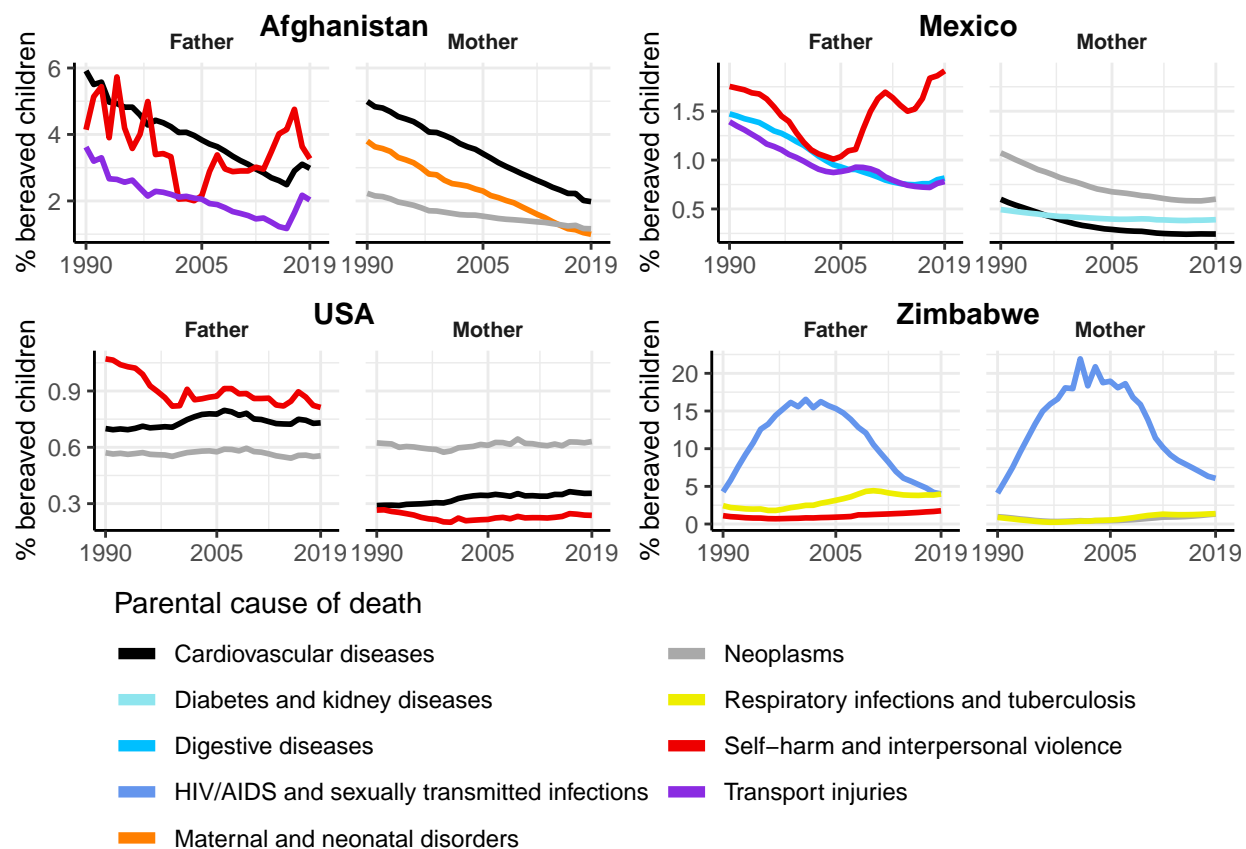 Afghanistan
Father Mother
% bereaved children
6
4
2
1990 2005 2019 1990 2005 2019
Mexico
Father Mother
% bereaved children
1.5
1.0
0.5
1990 2005 2019 1990 2005 2019
USA
Father Mother
% bereaved children
0.9
0.6
0.3
1990 2005 2019 1990 2005 2019
Zimbabwe
Father Mother
% bereaved children
20
15
10
5
0
1990 2005 2019 1990 2005 2019
Parental cause of death
Cardiovascular diseases
Diabetes and kidney diseases
Digestive diseases
HIV/AIDS and sexually transmitted infections
Maternal and neonatal disorders
Neoplasms
Respiratory infections and tuberculosis
Self−harm and interpersonal violence
Transport injuries